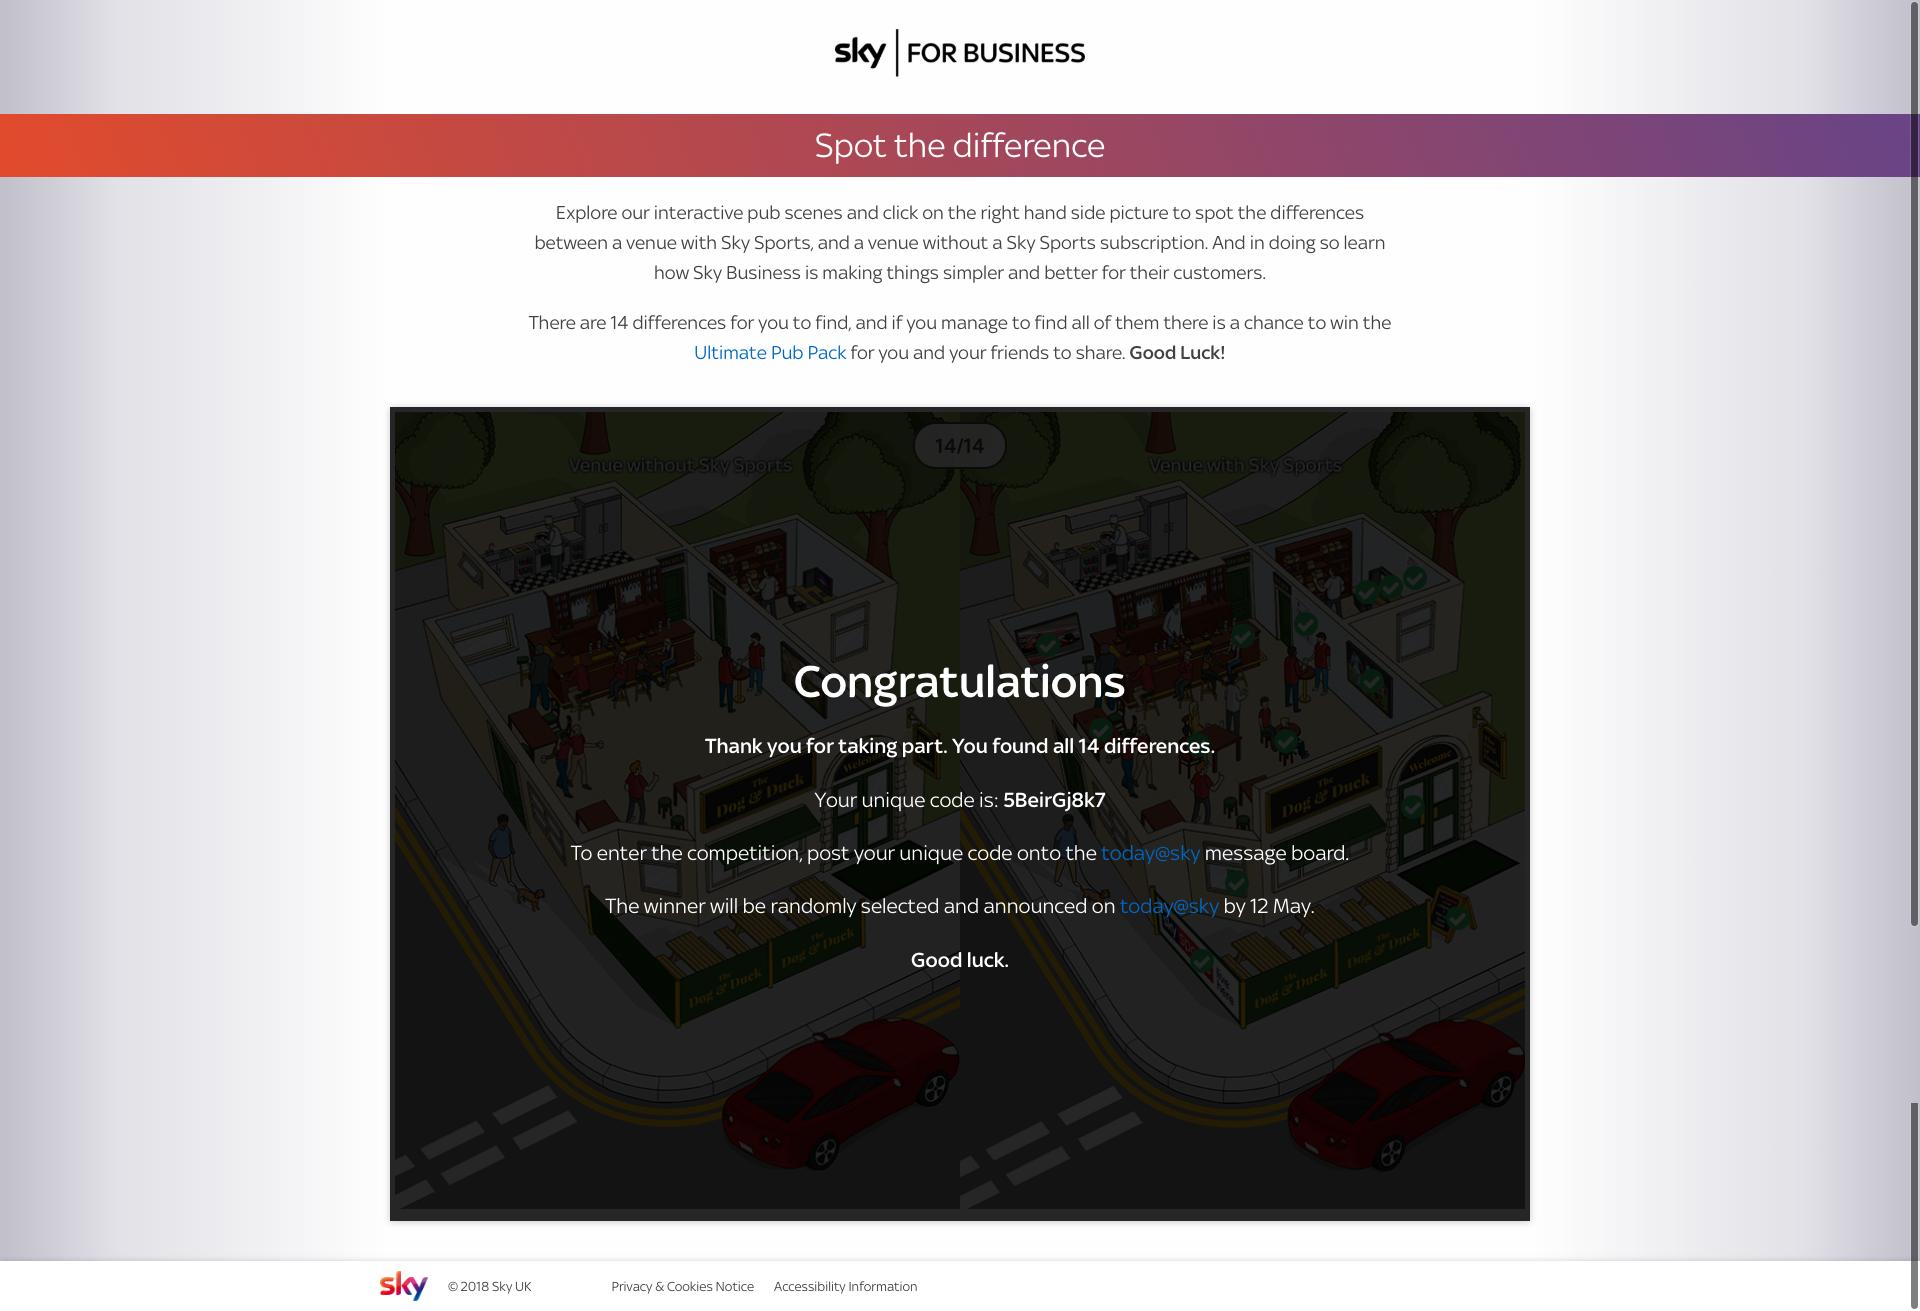 sky FOR BUSINESS
Spot the difference
Explore our interactive pub scenes and click on the right hand side picture to spot the differences
between a venue with Sky Sports, and a venue without a Sky Sports subscription. And in doing so learn
how Sky Business is making things simpler and better for their customers.
There are 14 differences for you to find, and if you manage to find all of them there is a chance to win the
Ultimate Pub Pack for you and your friends to share. Good Luck!
14/14
Venue without Sky Sports
Venue with Sky Sports
Congratulations
Thank you for taking part. You found all 14 differences.
Your unique code is: 5BeirGj8k7
To enter the competition, post your unique code onto the today@sky message board.
The winner will be randomly selected and announced on today@sky by 12 May.
Good luck.
The
Dog & Duck
Welcome
The
Dog & Duck
Welcome
The
Dog & Duck
The
Dog & Duck
sky
live
here
The
Dog & Duck
The
Dog & Duck
sky
© 2018 Sky UK
Privacy & Cookies Notice
Accessibility Information